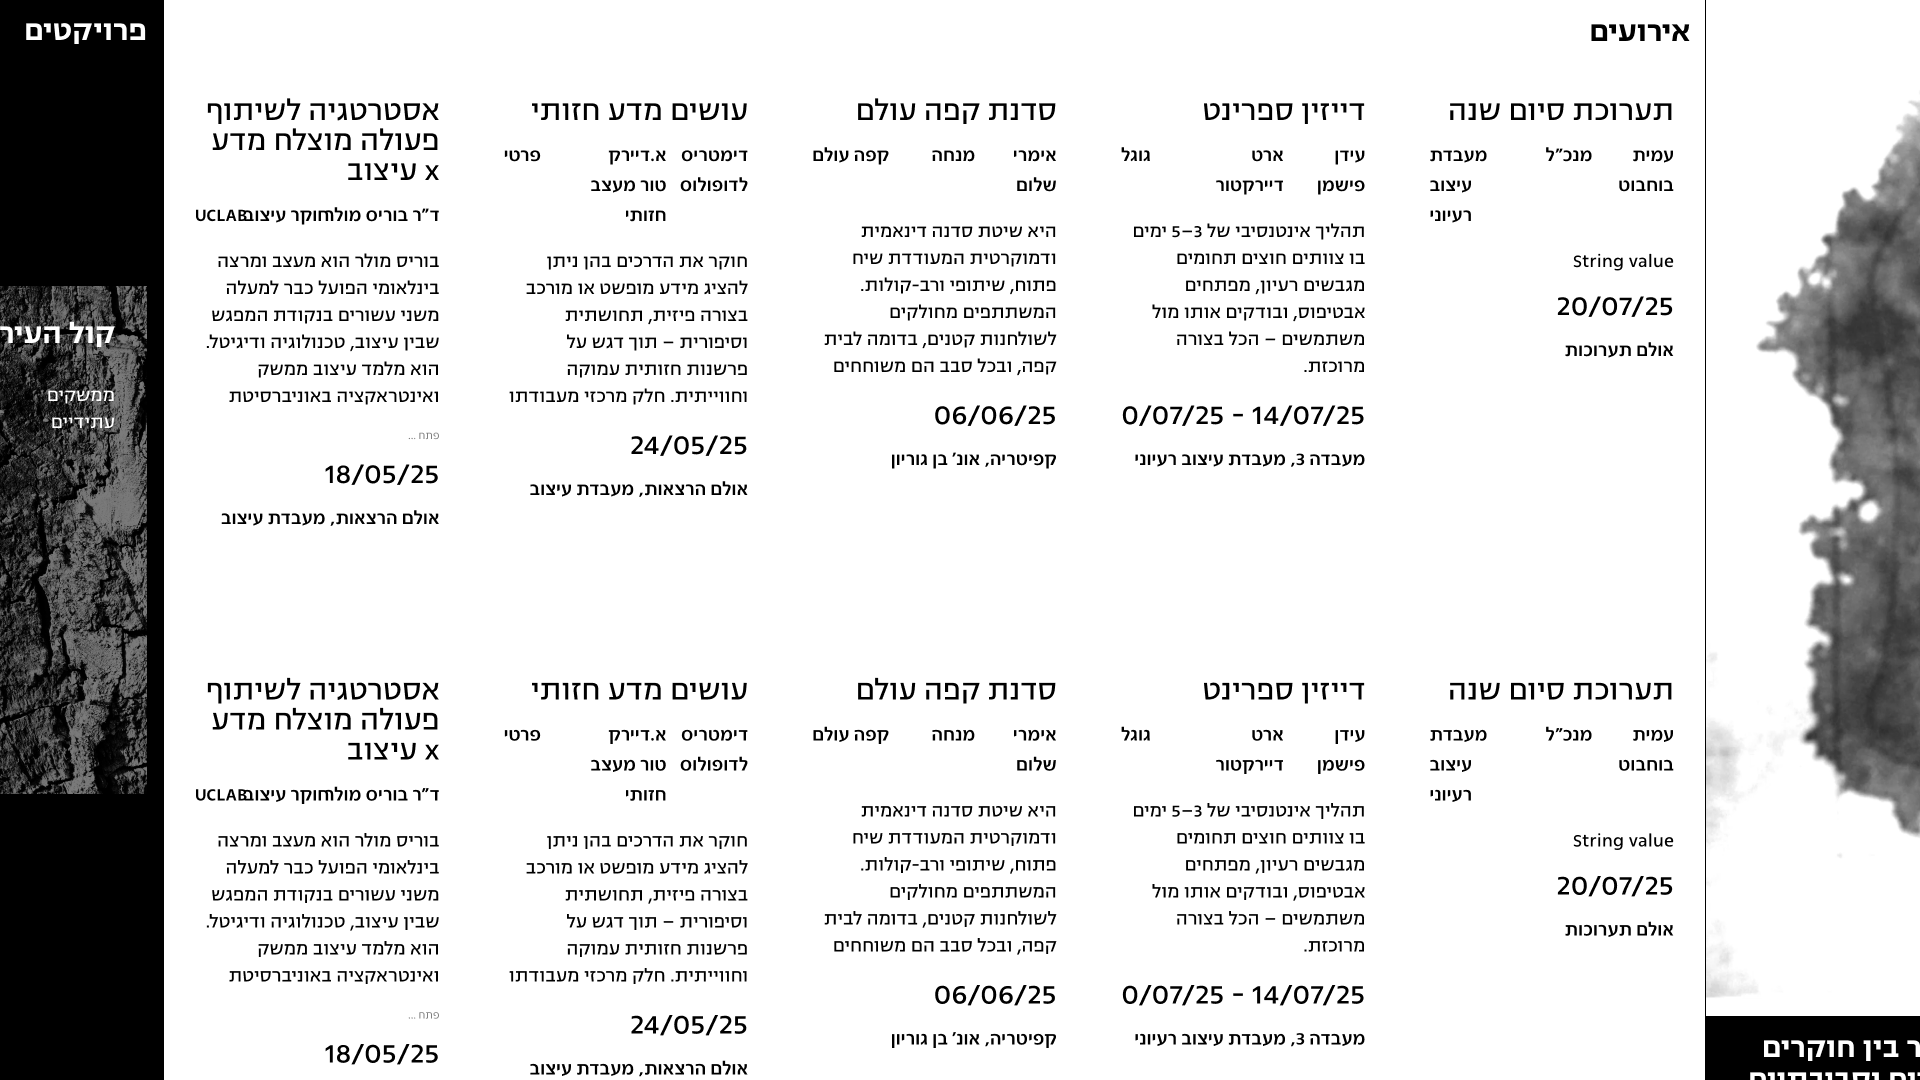 אירועים
תערוכת סיום שנה
עמית בוחבוט
מנכ״ל
מעבדת עיצוב רעיוני
String value
20/07/25
אולם תערוכות
דייזין ספרינט
עידן פישמן
ארט דיירקטור
גוגל
תהליך אינטנסיבי של 3–5 ימים
בו צוותים חוצים תחומים
מגבשים רעיון, מפתחים
אבטיפוס, ובודקים אותו מול
משתמשים – הכל בצורה
מרוכזת.
0/07/25 - 14/07/25
מעבדה 3, מעבדת עיצוב רעיוני
סדנת קפה עולם
אימרי שלום
מנחה
קפה עולם
היא שיטת סדנה דינאמית
ודמוקרטית המעודדת שיח
פתוח, שיתופי ורב-קולות.
המשתתפים מחולקים
לשולחנות קטנים, בדומה לבית
קפה, ובכל סבב הם משוחחים
06/06/25
קפיטריה, אונ׳ בן גוריון
עושים מדע חזותי
דימטריס לדופולוס
א.דיירק טור מעצב חזותי
פרטי
חוקר את הדרכים בהן ניתן
להציג מידע מופשט או מורכב
בצורה פיזית, תחושתית
וסיפורית – תוך דגש על
פרשנות חזותית עמוקה
וחווייתית. חלק מרכזי מעבודתו
24/05/25
אולם הרצאות, מעבדת עיצוב
אסטרטגיה לשיתוף
פעולה מוצלח מדע
x עיצוב
ד״ר בוריס מולר
חוקר עיצוב
UCLAB
בוריס מולר הוא מעצב ומרצה
בינלאומי הפועל כבר למעלה
משני עשורים בנקודת המפגש
שבין עיצוב, טכנולוגיה ודיגיטל.
הוא מלמד עיצוב ממשק
ואינטראקציה באוניברסיטת
פתח ...
18/05/25
אולם הרצאות, מעבדת עיצוב
תערוכת סיום שנה
עמית בוחבוט
מנכ״ל
מעבדת עיצוב רעיוני
String value
20/07/25
אולם תערוכות
דייזין ספרינט
עידן פישמן
ארט דיירקטור
גוגל
תהליך אינטנסיבי של 3–5 ימים
בו צוותים חוצים תחומים
מגבשים רעיון, מפתחים
אבטיפוס, ובודקים אותו מול
משתמשים – הכל בצורה
מרוכזת.
0/07/25 - 14/07/25
מעבדה 3, מעבדת עיצוב רעיוני
סדנת קפה עולם
אימרי שלום
מנחה
קפה עולם
היא שיטת סדנה דינאמית
ודמוקרטית המעודדת שיח
פתוח, שיתופי ורב-קולות.
המשתתפים מחולקים
לשולחנות קטנים, בדומה לבית
קפה, ובכל סבב הם משוחחים
06/06/25
קפיטריה, אונ׳ בן גוריון
עושים מדע חזותי
דימטריס לדופולוס
א.דיירק טור מעצב חזותי
פרטי
חוקר את הדרכים בהן ניתן
להציג מידע מופשט או מורכב
בצורה פיזית, תחושתית
וסיפורית – תוך דגש על
פרשנות חזותית עמוקה
וחווייתית. חלק מרכזי מעבודתו
24/05/25
אולם הרצאות, מעבדת עיצוב
אסטרטגיה לשיתוף
פעולה מוצלח מדע
x עיצוב
ד״ר בוריס מולר
חוקר עיצוב
UCLAB
בוריס מולר הוא מעצב ומרצה
בינלאומי הפועל כבר למעלה
משני עשורים בנקודת המפגש
שבין עיצוב, טכנולוגיה ודיגיטל.
הוא מלמד עיצוב ממשק
ואינטראקציה באוניברסיטת
פתח ...
18/05/25
פרויקטים
קול העיר
ממשקים
עתידיים
ר בין חוקרים